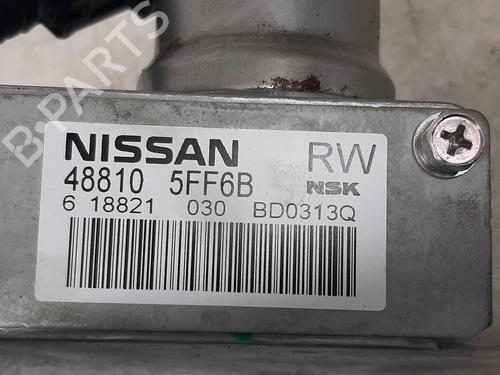 B-PARTS
NISSAN RW
48810 5FF6B NSK
6 18821 030 BD0313Q